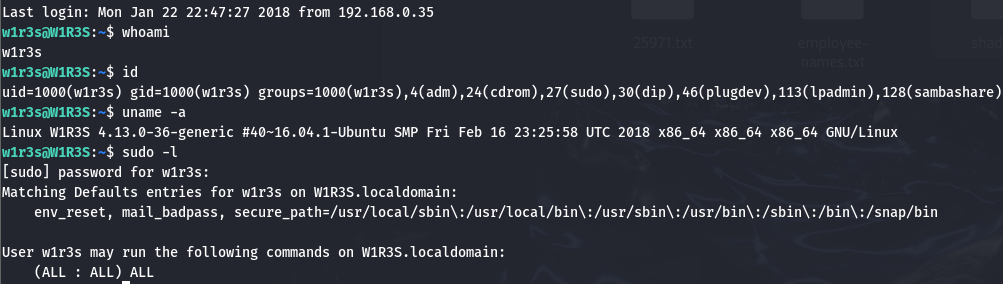 Last login: Mon Jan 22 22:47:27 2018 from 192.168.0.35
w1r3s@W1R3S:~$ whoami
w1r3s
w1r3s@W1R3S:~$ id
uid=1000(w1r3s) gid=1000(w1r3s) groups=1000(w1r3s),4(adm),24(cdrom),27(sudo),30(dip),46(plugdev),113(lpadmin),128(sambashare)
w1r3s@W1R3S:~$ uname -a
Linux W1R3S 4.13.0-36-generic #40~16.04.1-Ubuntu SMP Fri Feb 16 23:25:58 UTC 2018 x86_64 x86_64 x86_64 GNU/Linux
w1r3s@W1R3S:~$ sudo -l
[sudo] password for w1r3s:
Matching Defaults entries for w1r3s on W1R3S.localdomain:
    env_reset, mail_badpass, secure_path=/usr/local/sbin\:/usr/local/bin\:/usr/sbin\:/usr/bin\:/sbin\:/bin\:/snap/bin
User w1r3s may run the following commands on W1R3S.localdomain:
    (ALL : ALL) ALL
25971.txt
employee-
names.txt